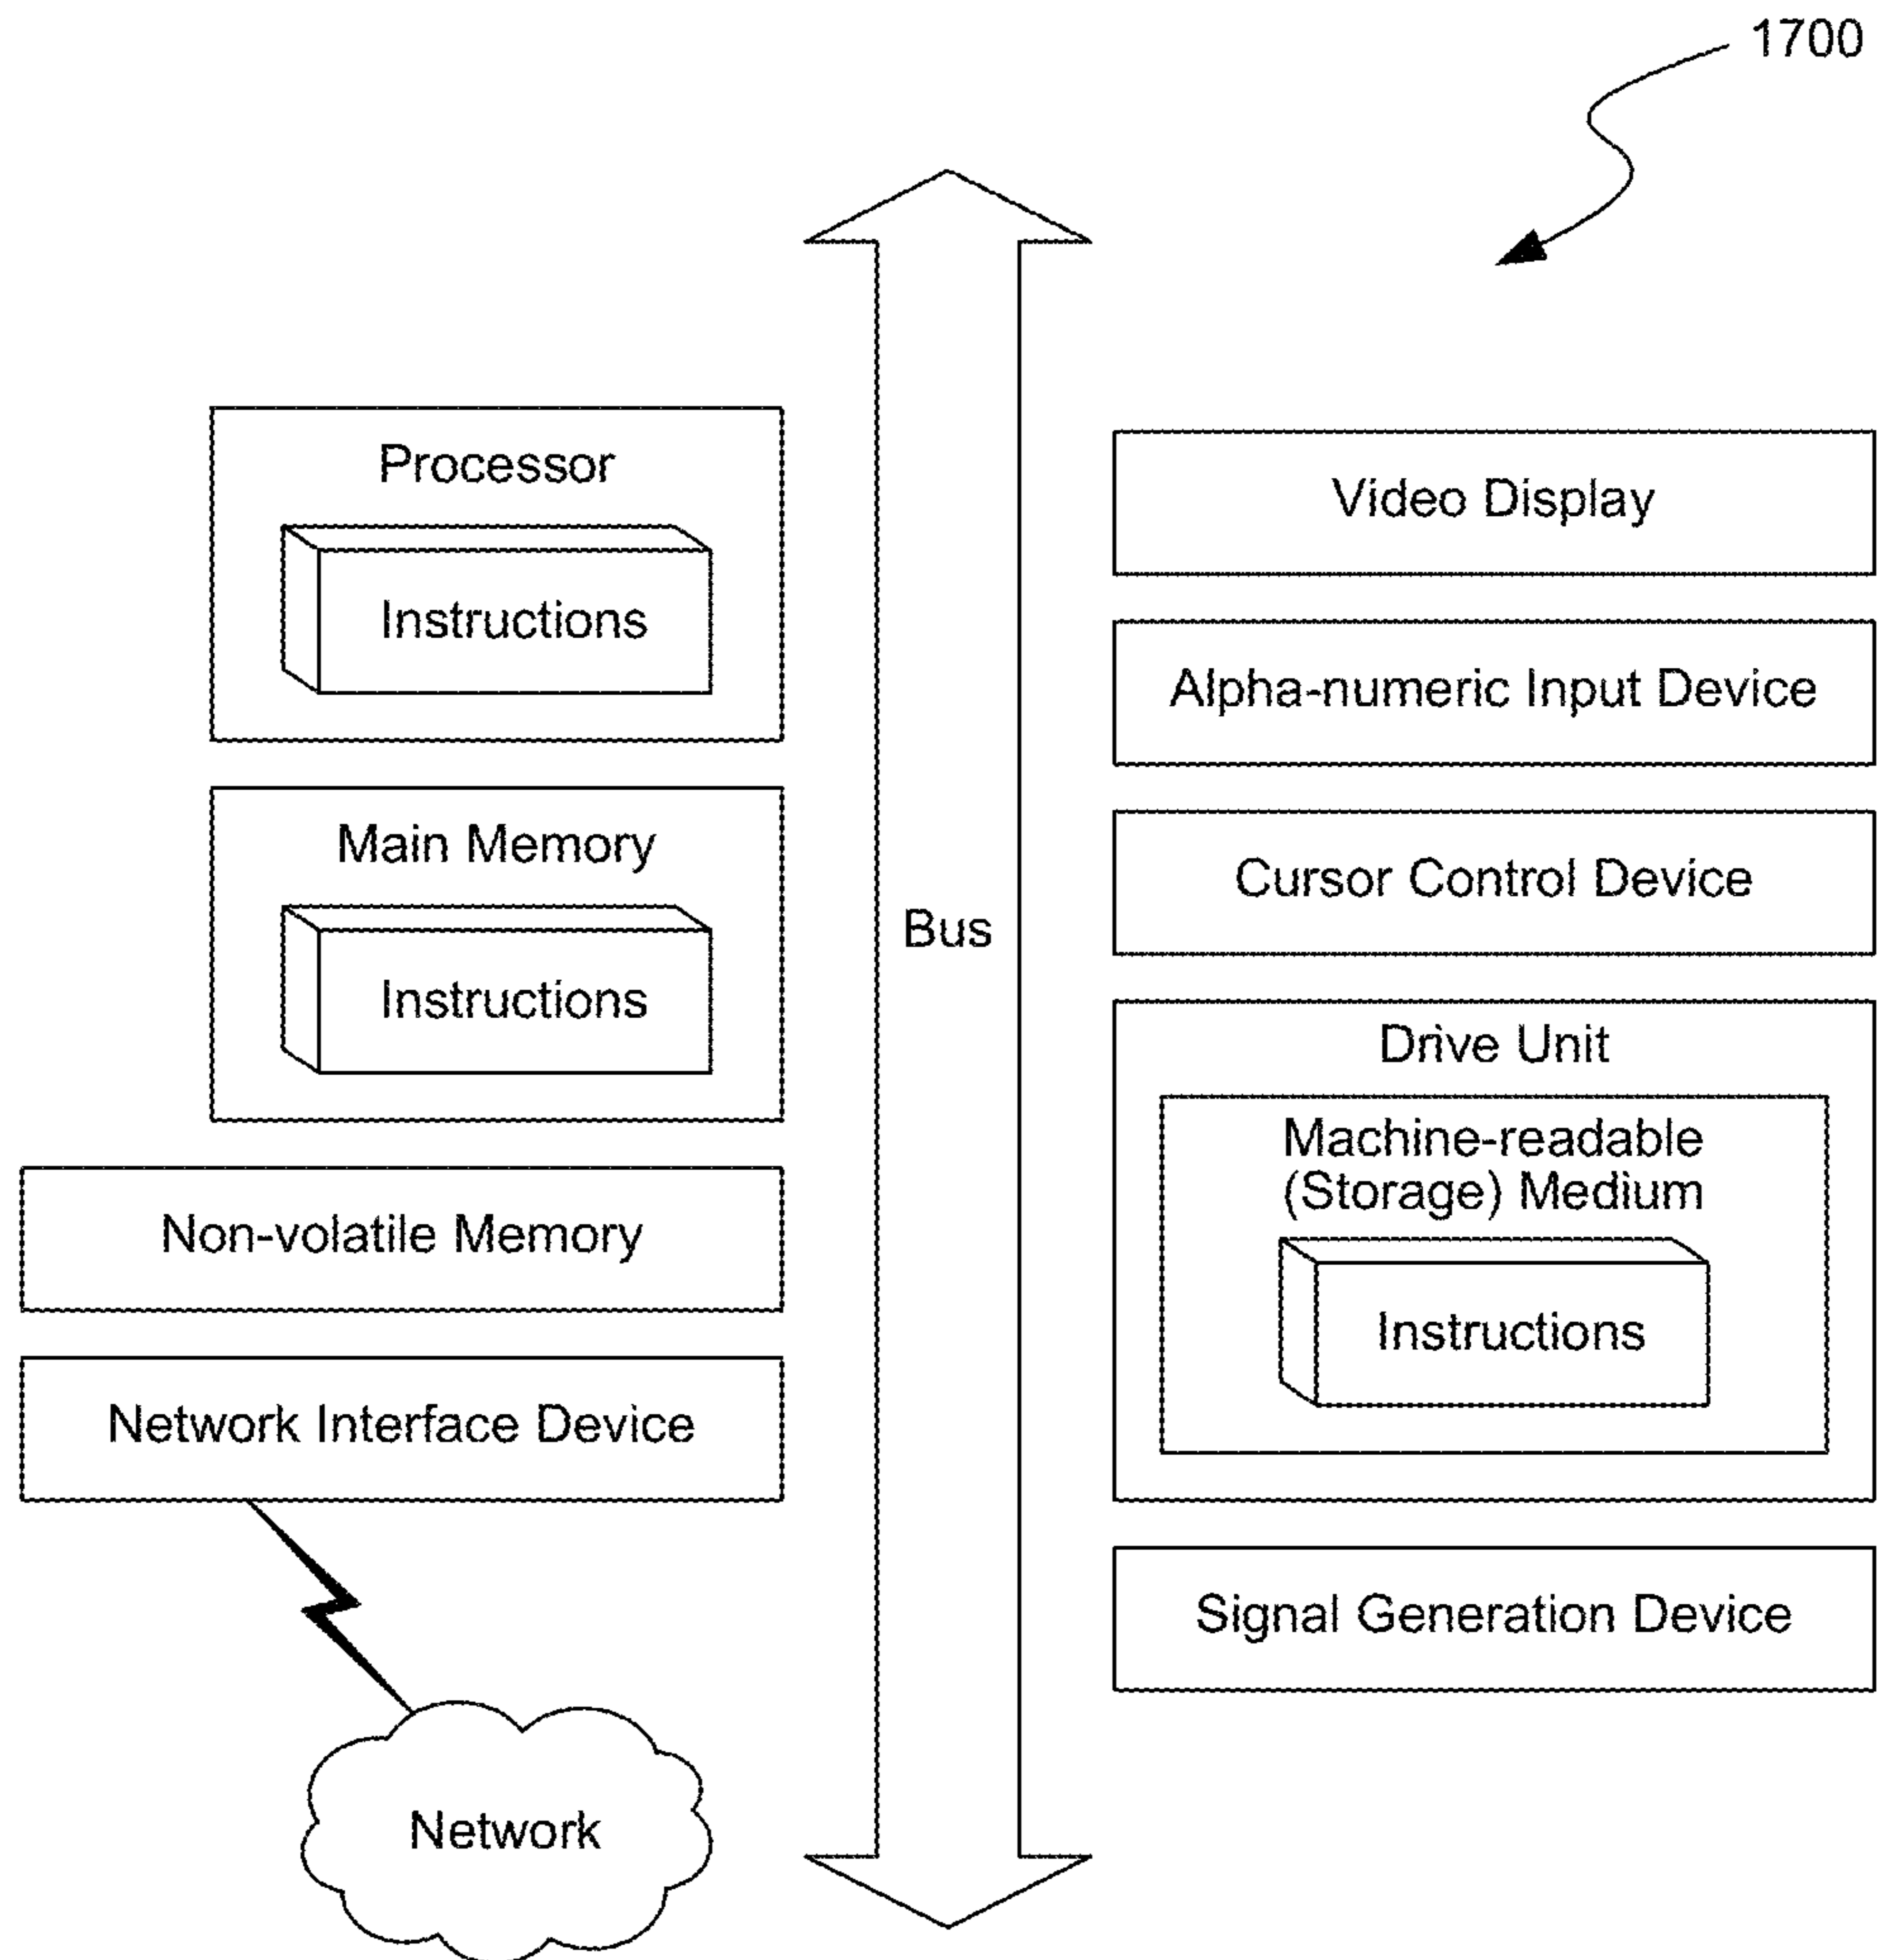 1700
Processor
Instructions
Main Memory
Instructions
Non-volatile Memory
Network Interface Device
Network
Bus
Video Display
Alpha-numeric Input Device
Cursor Control Device
Drive Unit
Machine-readable
(Storage) Medium
Instructions
Signal Generation Device